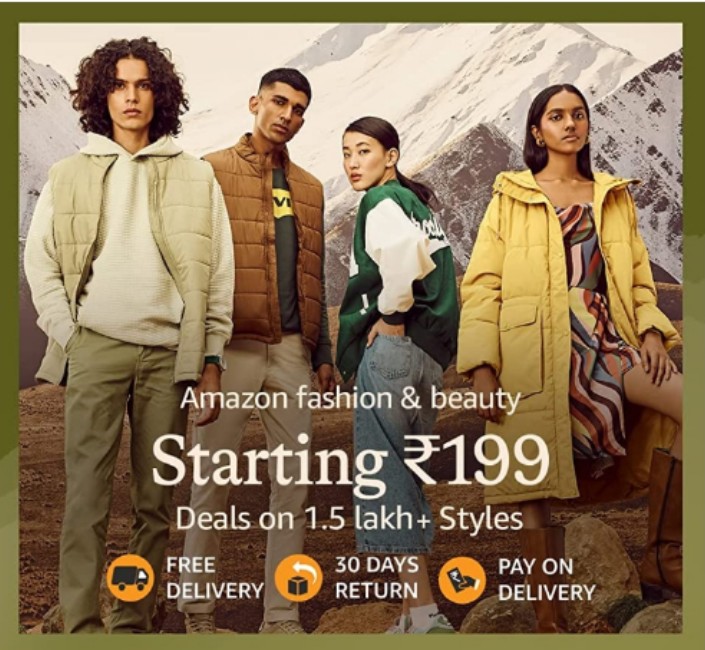 Amazon fashion & beauty
Starting ₹199
Deals on 1.5 lakh+ Styles
FREE
DELIVERY
30 DAYS
RETURN
PAY ON
DELIVERY